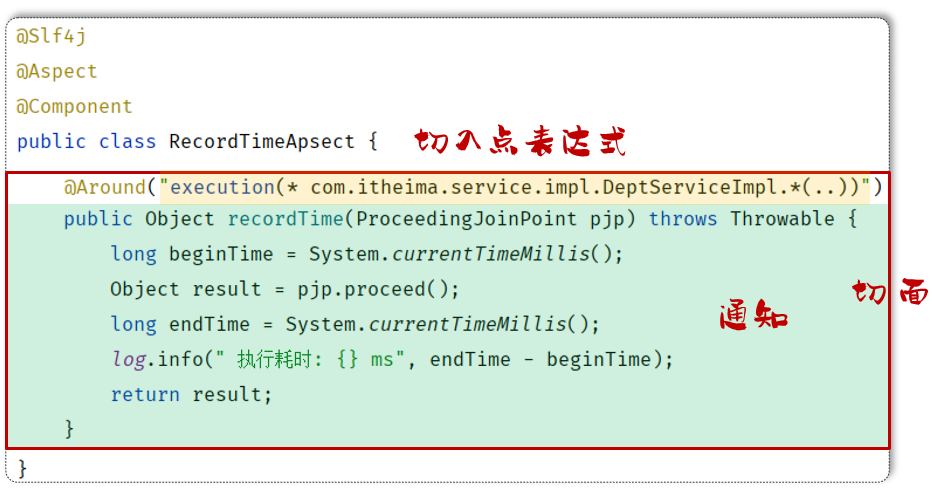 @Slf4j
@Aspect
@Component
public class RecordTimeApsect {
切入点表达式
@Around("execution(* com.itheima.service.impl.DeptServiceImpl.*(..))")
public Object recordTime(ProceedingJoinPoint pjp) throws Throwable {
long beginTime = System.currentTimeMillis();
Object result = pjp.proceed();
切面
long endTime = System.currentTimeMillis();
通知
log.info(" 执行耗时: {} ms", endTime - beginTime);
return result;
}
}